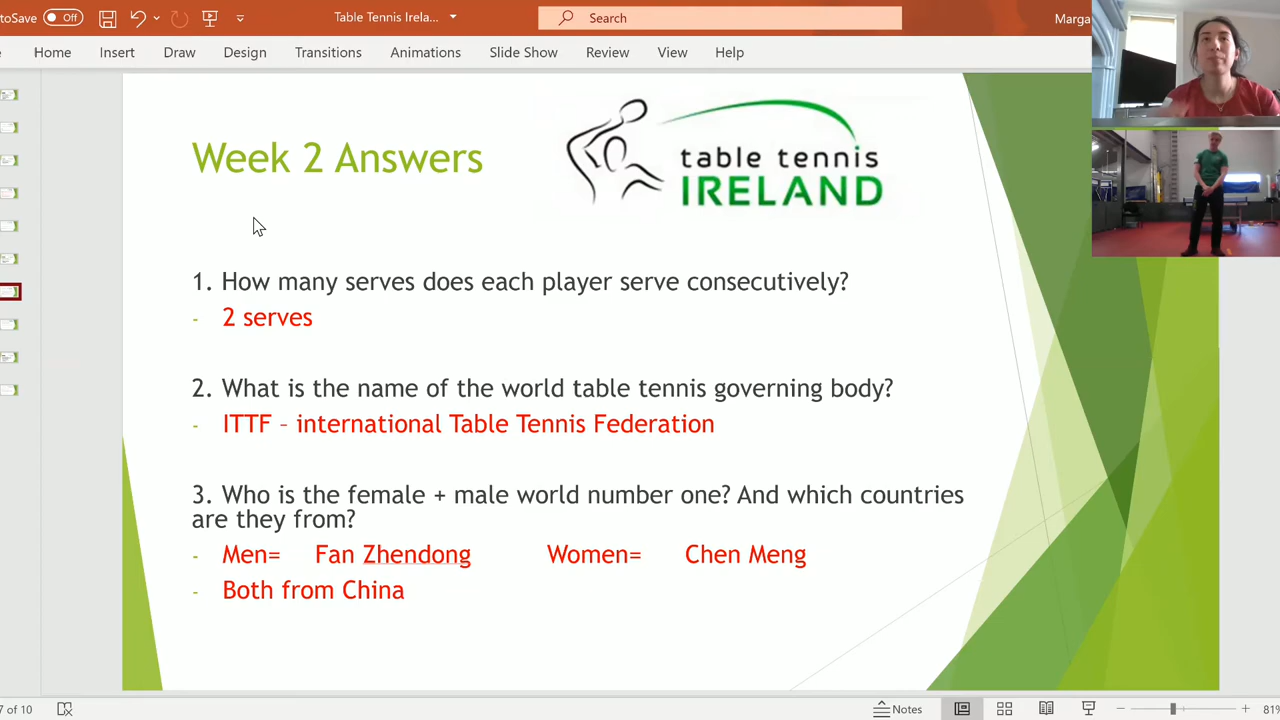 toSave Off
Table Tennis Irela...
Search
Marga
Home Insert Draw Design Transitions Animations Slide Show Review View Help
Week 2 Answers
table tennis
IRELAND
1. How many serves does each player serve consecutively?
- 2 serves
2. What is the name of the world table tennis governing body?
- ITTF – international Table Tennis Federation
3. Who is the female + male world number one? And which countries
are they from?
- Men= Fan Zhendong Women= Chen Meng
- Both from China
7 of 10
Notes
81%